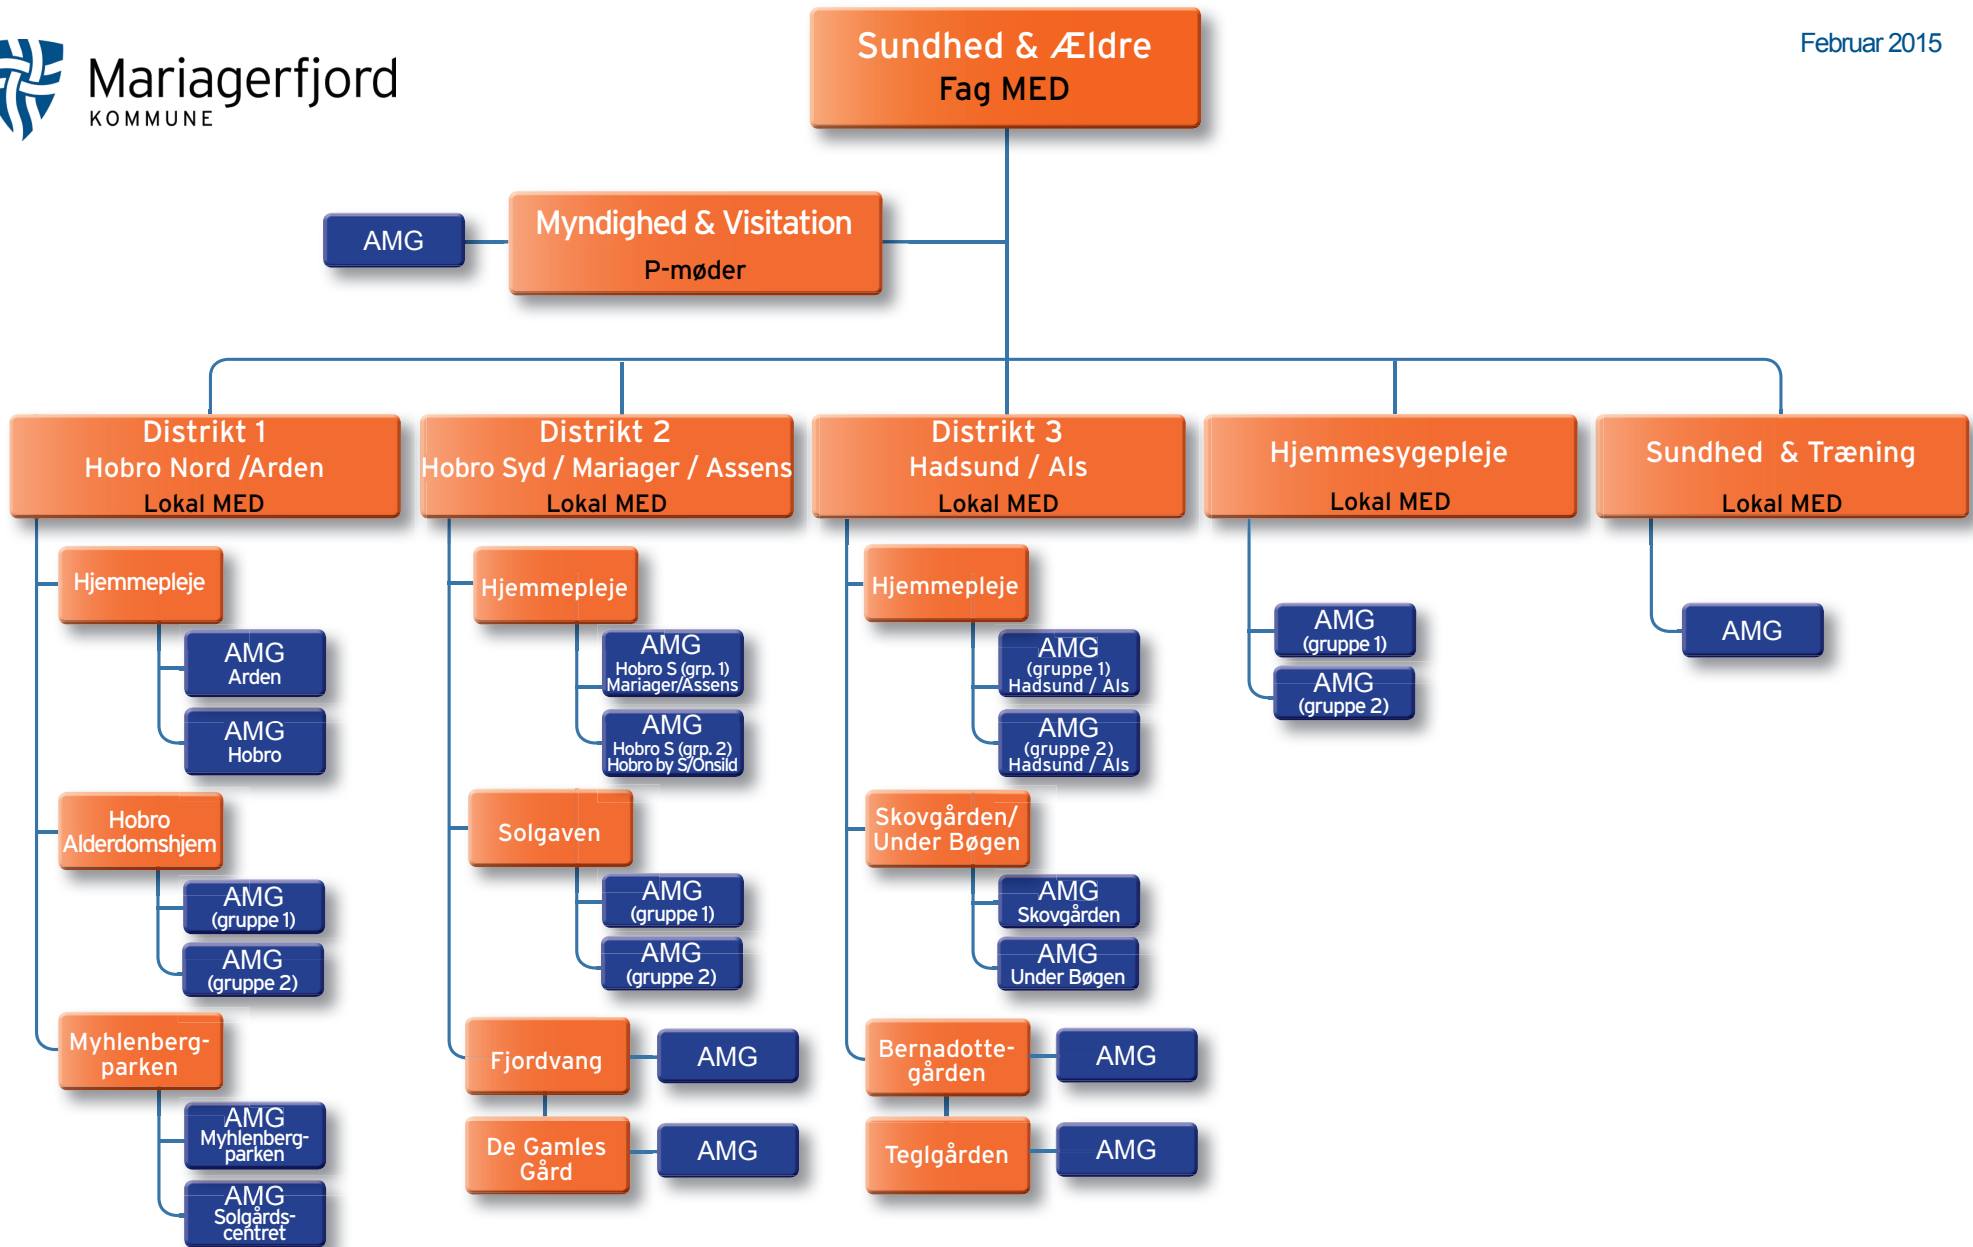 Mariagerfjord
KOMMUNE
Februar 2015
Sundhed & Ældre
Fag MED
AMG
Myndighed & Visitation
P-møder
Distrikt 1
Hobro Nord /Arden
Lokal MED
Hjemmepleje
AMG
Arden
AMG
Hobro
Hobro
Alderdomshjem
AMG
(gruppe 1)
AMG
(gruppe 2)
Myhlenberg-
parken
AMG
Myhlenberg-
parken
AMG
Solgårds-
centret
Distrikt 2
Hobro Syd / Mariager / Assens
Lokal MED
Hjemmepleje
AMG
Hobro S (grp. 1)
Mariager/Assens
AMG
Hobro S (grp. 2)
Hobro by S/Onsild
Solgaven
AMG
(gruppe 1)
AMG
(gruppe 2)
Fjordvang
AMG
De Gamles
Gård
AMG
Distrikt 3
Hadsund / Als
Lokal MED
Hjemmepleje
AMG
(gruppe 1)
Hadsund / Als
AMG
(gruppe 2)
Hadsund / Als
Skovgården/
Under Bøgen
AMG
Skovgården
AMG
Under Bøgen
Bernadotte-
gården
AMG
Teglgården
AMG
Hjemmesygepleje
Lokal MED
AMG
(gruppe 1)
AMG
(gruppe 2)
Sundhed & Træning
Lokal MED
AMG